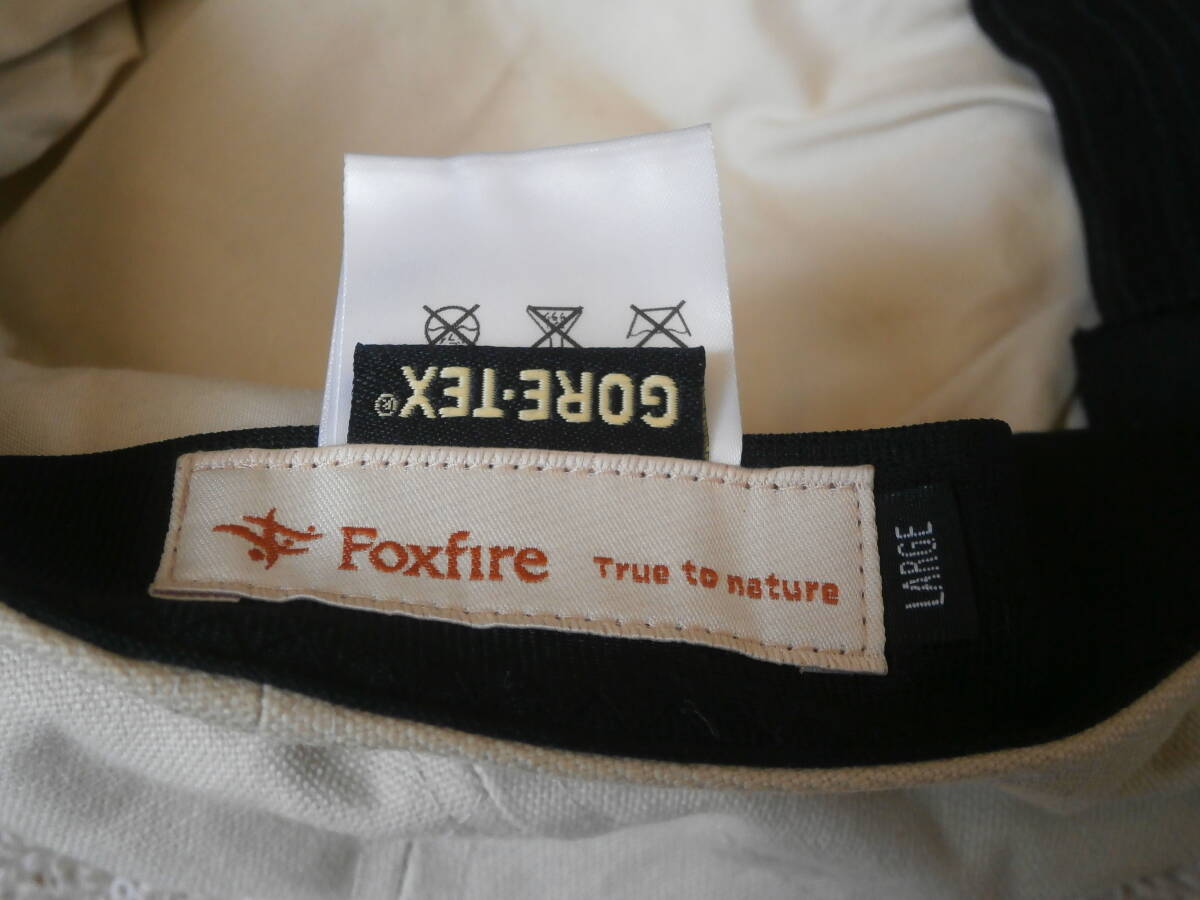 GORE-TEX®
Foxfire True to nature
LARGE